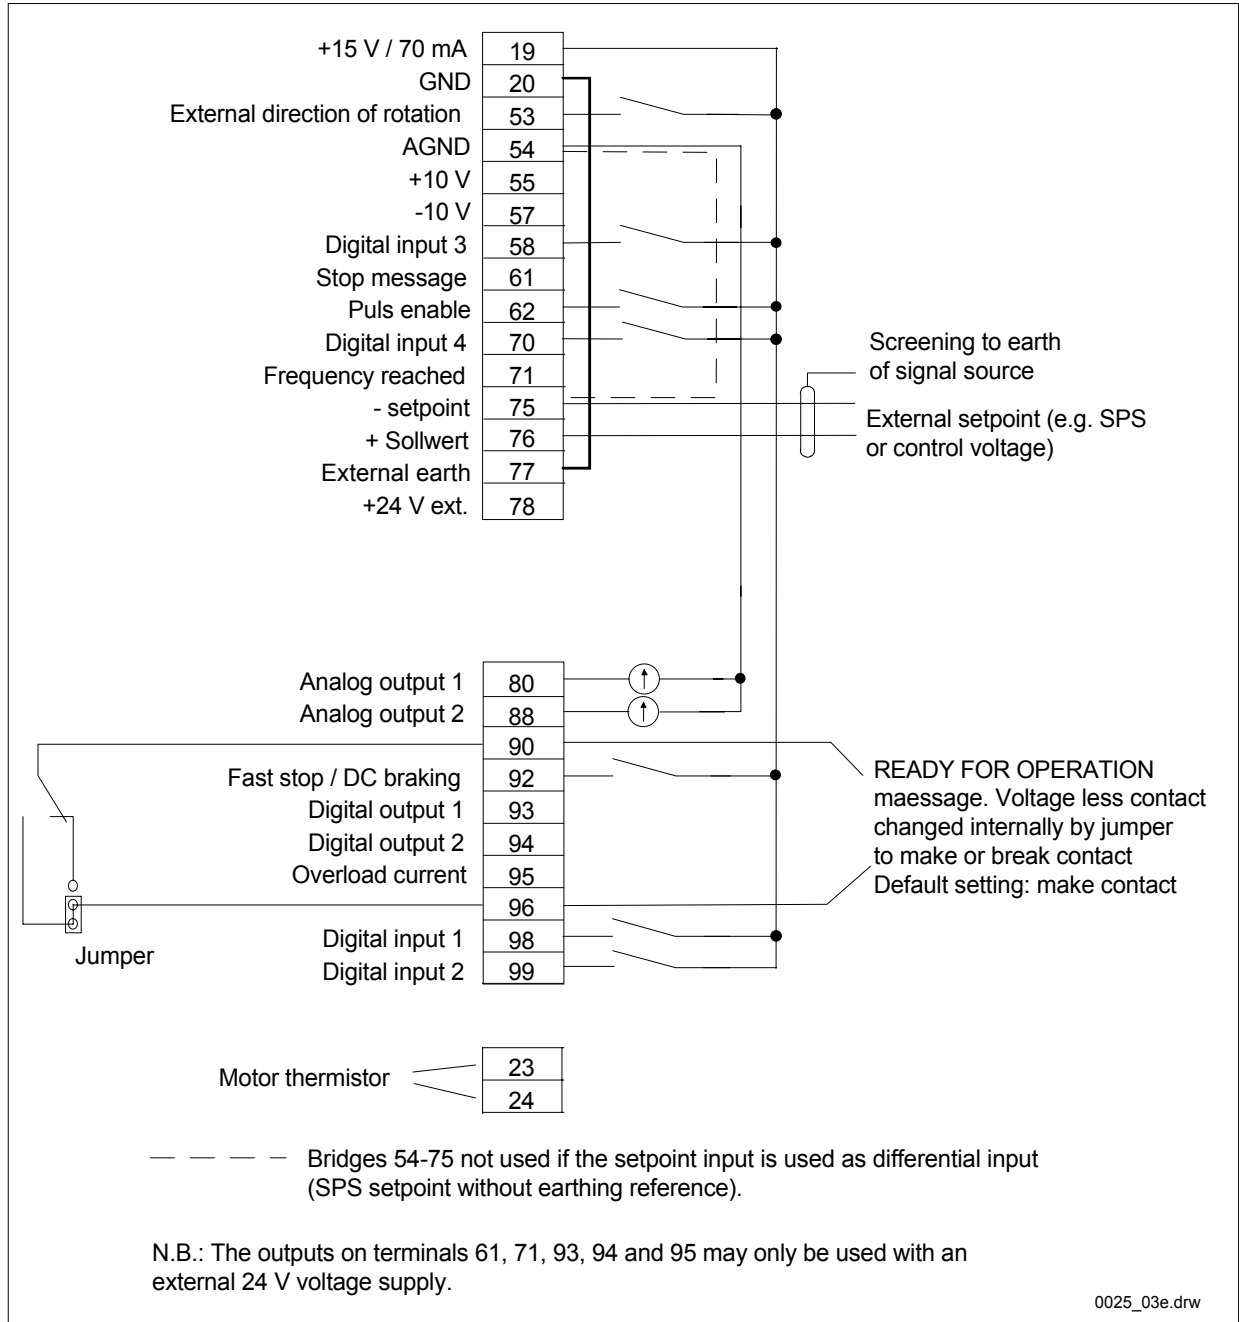 +15 V / 70 mA 19
GND 20
External direction of rotation 53
AGND 54
+10 V 55
-10 V 57
Digital input 3 58
Stop message 61
Puls enable 62
Digital input 4 70
Frequency reached 71
- setpoint 75
+ Sollwert 76
External earth 77
+24 V ext. 78
Screening to earth
of signal source
External setpoint (e.g. SPS
or control voltage)
Analog output 1 80
Analog output 2 88
90
Fast stop / DC braking 92
Digital output 1 93
Digital output 2 94
Overload current 95
96
Digital input 1 98
Digital input 2 99
Jumper
READY FOR OPERATION
maessage. Voltage less contact
changed internally by jumper
to make or break contact
Default setting: make contact
Motor thermistor
23
24
Bridges 54-75 not used if the setpoint input is used as differential input
(SPS setpoint without earthing reference).
N.B.: The outputs on terminals 61, 71, 93, 94 and 95 may only be used with an
external 24 V voltage supply.
0025_03e.drw